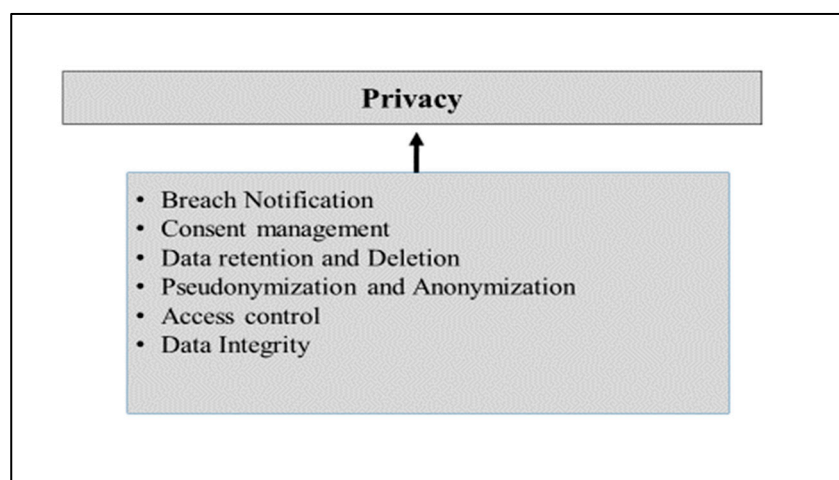 Privacy
• Breach Notification
• Consent management
• Data retention and Deletion
• Pseudonymization and Anonymization
• Access control
• Data Integrity